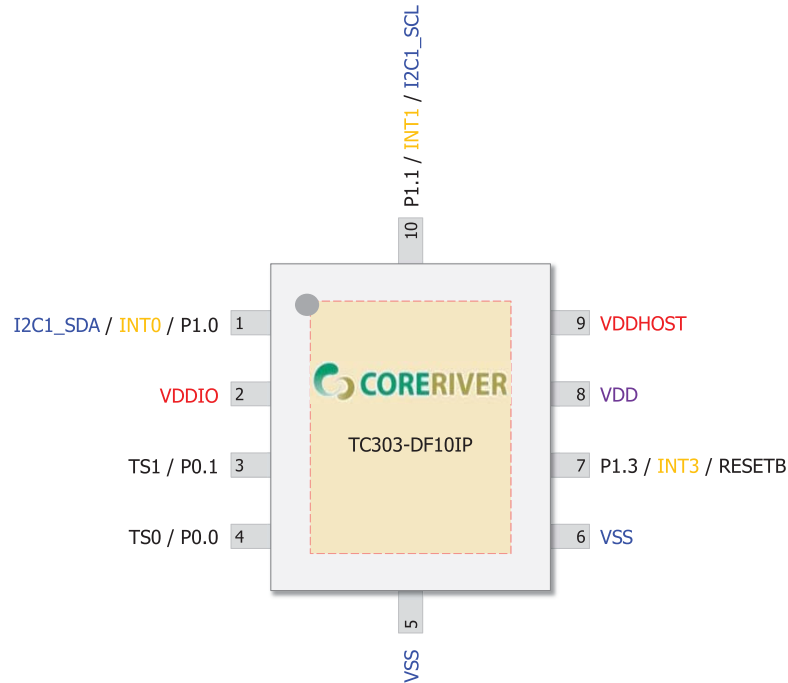 P1.1 / INT1 / I2C1_SCL
10
I2C1_SDA / INT0 / P1.0 1
9 VDDHOST
VDDIO 2
8 VDD
CORERIVER
TC303-DF10IP
TS1 / P0.1 3
7 P1.3 / INT3 / RESETB
TS0 / P0.0 4
6 VSS
5
VSS